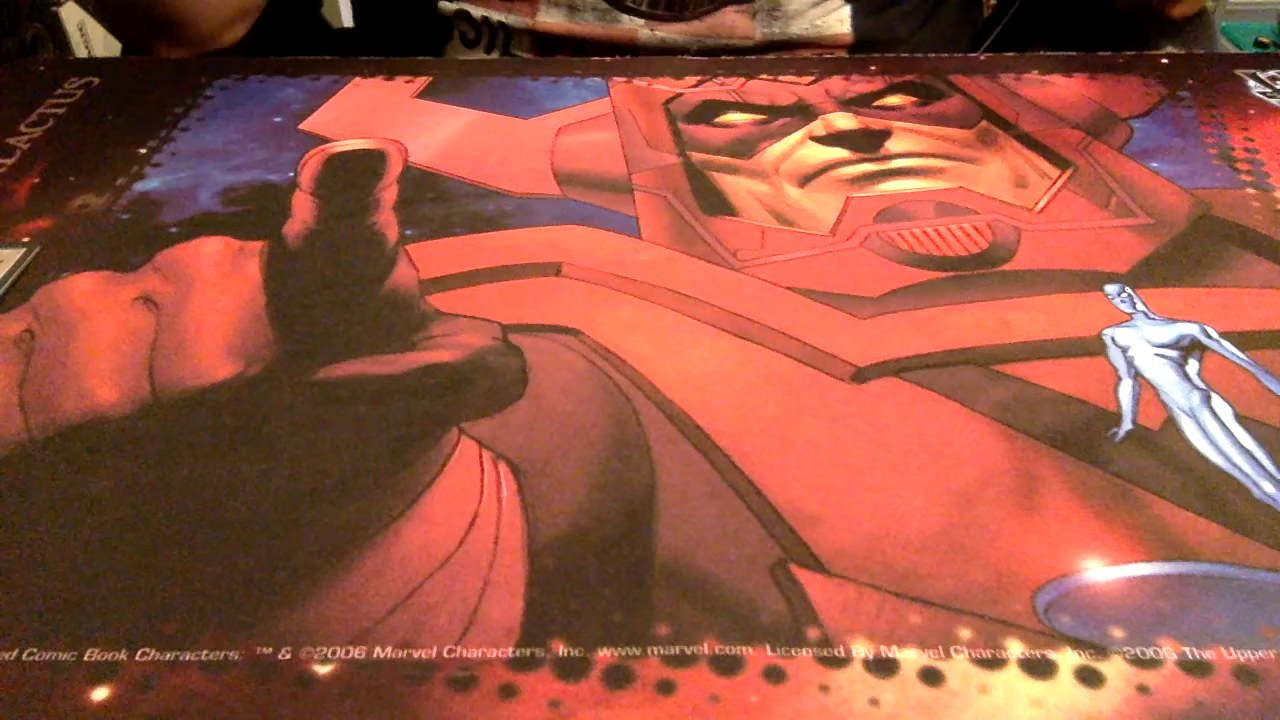 LACTUS
ed Comic Book Characters: ™ & ©2006 Marvel Characters, Inc. www.marvel.com. Licensed By Marvel Characters, Inc. ©2006 The Upper